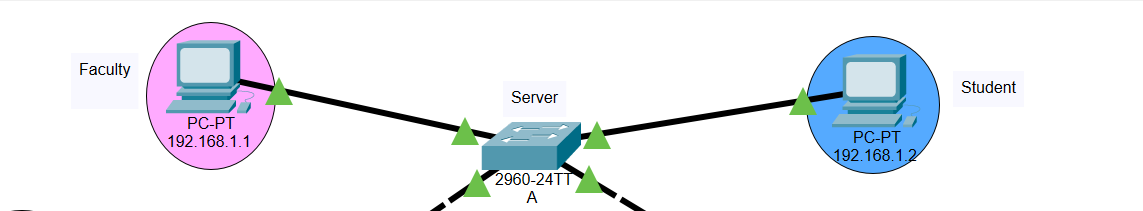 Faculty
PC-PT
192.168.1.1
Server
2960-24TT
A
PC-PT
192.168.1.2
Student